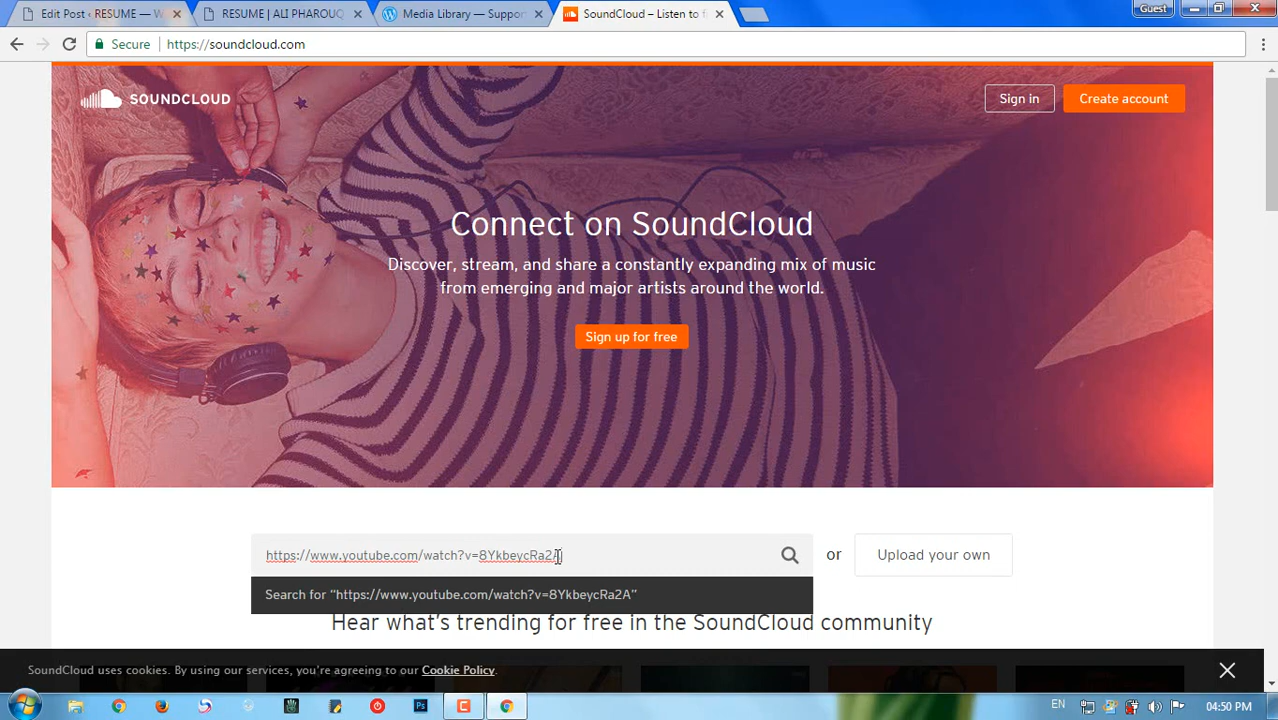 Edit Post ‹ RESUME — W
RESUME | ALI PHAROUQ
Media Library — Suppor
SoundCloud – Listen to f
Guest
Secure
https://soundcloud.com
SOUNDCLOUD
Sign in
Create account
Connect on SoundCloud
Discover, stream, and share a constantly expanding mix of music
from emerging and major artists around the world.
Sign up for free
https://www.youtube.com/watch?v=8YkbeycRa2A
or
Upload your own
Search for “https://www.youtube.com/watch?v=8YkbeycRa2A”
Hear what’s trending for free in the SoundCloud community
SoundCloud uses cookies. By using our services, you're agreeing to our Cookie Policy.
Ps
EN
04:50 PM